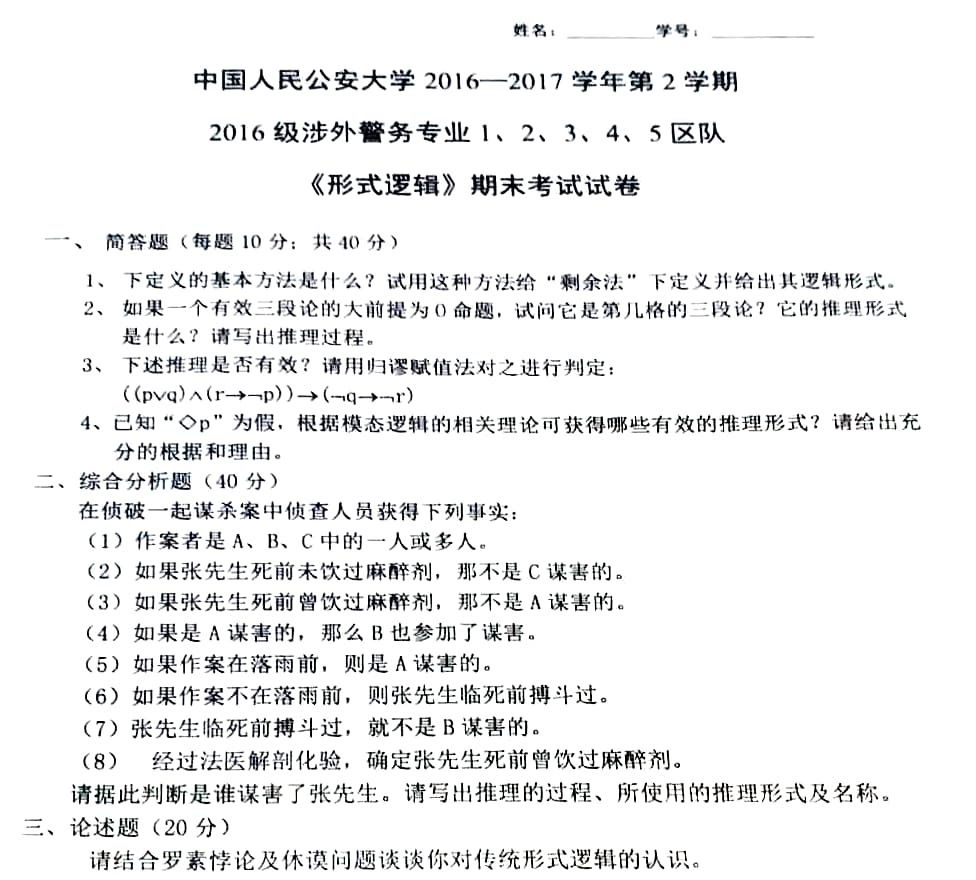 姓名：________学号：________
中国人民公安大学 2016—2017 学年第 2 学期
2016 级涉外警务专业 1、2、3、4、5 区队
《形式逻辑》期末考试试卷
一、 简答题（每题 10 分；共 40 分）
1、 下定义的基本方法是什么？试用这种方法给“剩余法”下定义并给出其逻辑形式。
2、 如果一个有效三段论的大前提为 O 命题，试问它是第几格的三段论？它的推理形式
是什么？请写出推理过程。
3、 下述推理是否有效？请用归谬赋值法对之进行判定：
((p∨q)∧(r→¬p))→(¬q→¬r)
4、已知“◇p”为假，根据模态逻辑的相关理论可获得哪些有效的推理形式？请给出充
分的根据和理由。
二、综合分析题（40 分）
在侦破一起谋杀案中侦查人员获得下列事实：
（1）作案者是 A、B、C 中的一人或多人。
（2）如果张先生死前未饮过麻醉剂，那不是 C 谋害的。
（3）如果张先生死前曾饮过麻醉剂，那不是 A 谋害的。
（4）如果是 A 谋害的，那么 B 也参加了谋害。
（5）如果作案在落雨前，则是 A 谋害的。
（6）如果作案不在落雨前，则张先生临死前搏斗过。
（7）张先生临死前搏斗过，就不是 B 谋害的。
（8） 经过法医解剖化验，确定张先生死前曾饮过麻醉剂。
请据此判断是谁谋害了张先生。请写出推理的过程、所使用的推理形式及名称。
三、论述题（20 分）
请结合罗素悖论及休谟问题谈谈你对传统形式逻辑的认识。